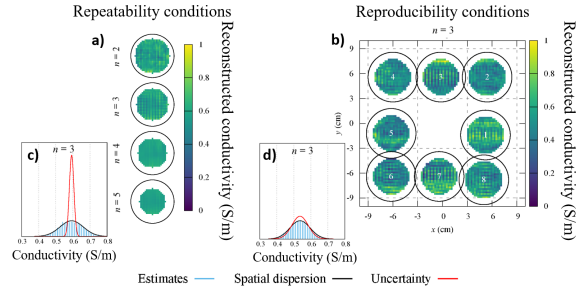 Repeatability conditions
Reproducibility conditions
a)
n = 2
n = 3
n = 4
n = 5
1
0.8
0.6
0.4
0.2
0
Reconstructed conductivity (S/m)
b)
n = 3
9
6
3
0
-3
-6
-9
y (cm)
4
3
2
5
1
6
7
8
-9
-6
-3
0
3
6
9
x (cm)
1
0.8
0.6
0.4
0.2
0
Reconstructed conductivity (S/m)
c)
n = 3
0.3 0.4 0.5 0.6 0.7 0.8
Conductivity (S/m)
d)
n = 3
0.3 0.4 0.5 0.6 0.7 0.8
Conductivity (S/m)
Estimates
Spatial dispersion
Uncertainty